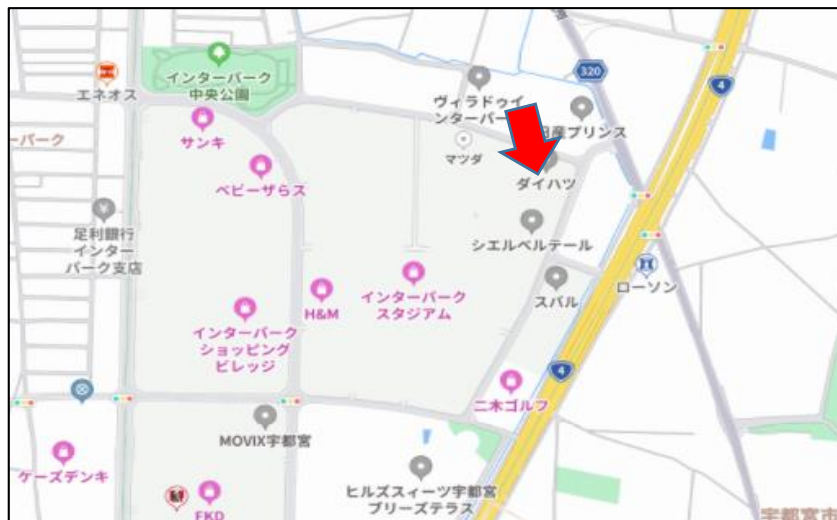 インターパーク
中央公園
エネオス
サンキ
ーパーク
ベビーザらス
ヴィラドゥイ
ンターパー
320
4
日産プリンス
マツダ
ダイハツ
足利銀行
インター
パーク支店
シエルベルテール
スバル
ローソン
インターパーク
スタジアム
H&M
インターパーク
ショッピング
ビレッジ
4
二木ゴルフ
MOVIX宇都宮
ケーズデンキ
ヒルズスィーツ宇都宮
ブリーズテラス
FKD
宇都宮市